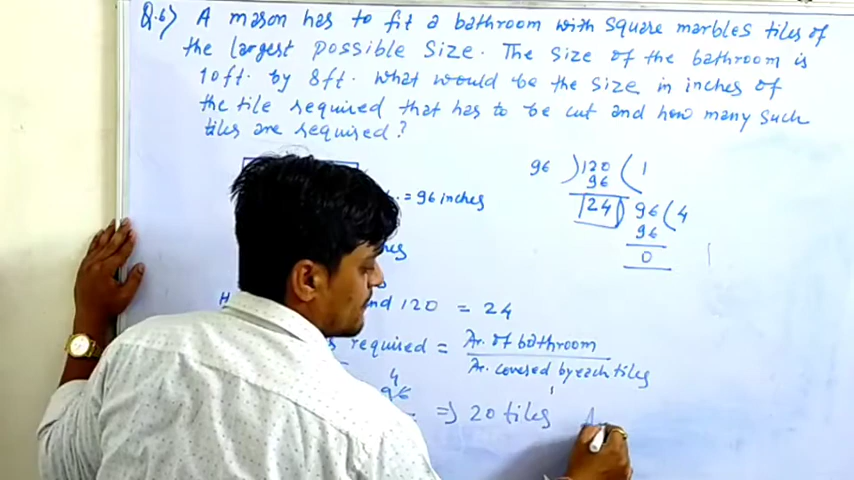 Q.6) A mason has to fit a bathroom with square marbles tiles of
the largest possible size. The size of the bathroom is
10ft. by 8ft. what would be the size in inches of
the tile required that has to be cut and how many such
tiles are required?
96 ) 120 ( 1
96
= 96 inches
24 ) 96 ( 4
96
0
and 120 = 24
required = Ar. of bathroom
Ar. covered by each tiles
4
96
⇒ 20 tiles